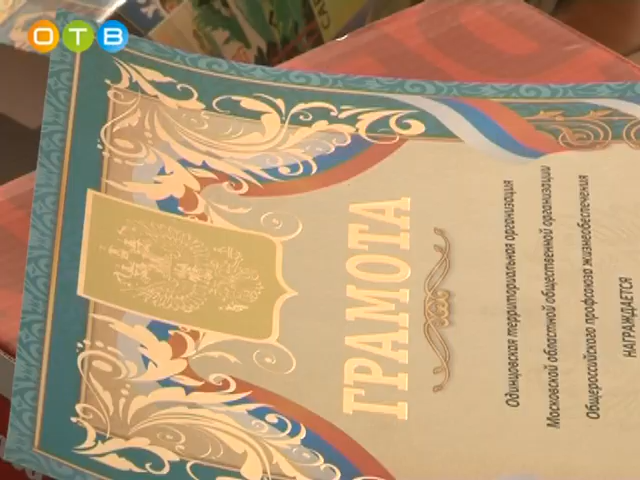 ОТВ
ГРАМОТА
Одинцовская территориальная организация
Московской областной общественной организации
Общероссийского профсоюза жизнеобеспечения
НАГРАЖДАЕТСЯ